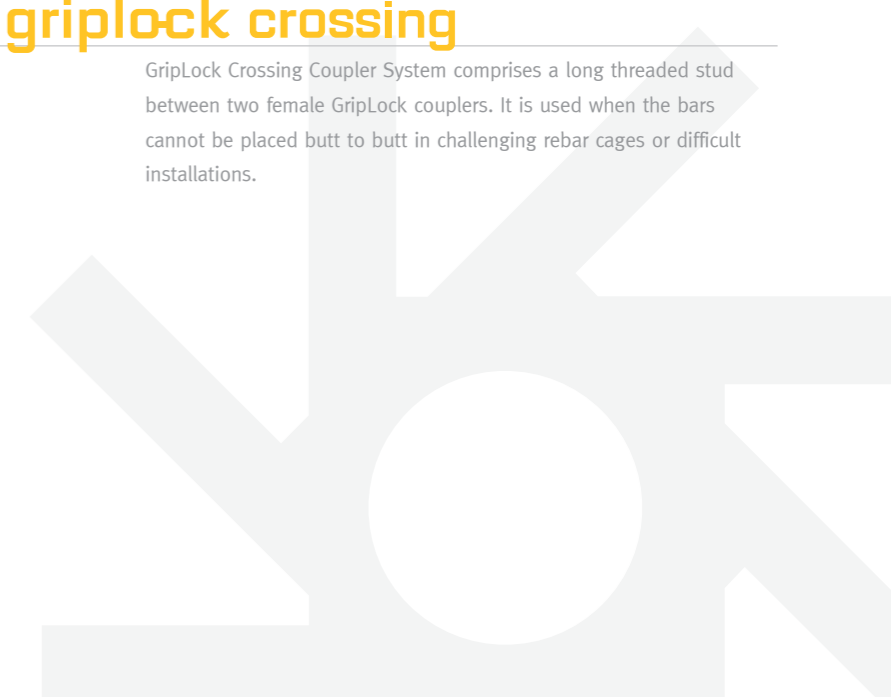 griplock crossing
GripLock Crossing Coupler System comprises a long threaded stud
between two female GripLock couplers. It is used when the bars
cannot be placed butt to butt in challenging rebar cages or difficult
installations.